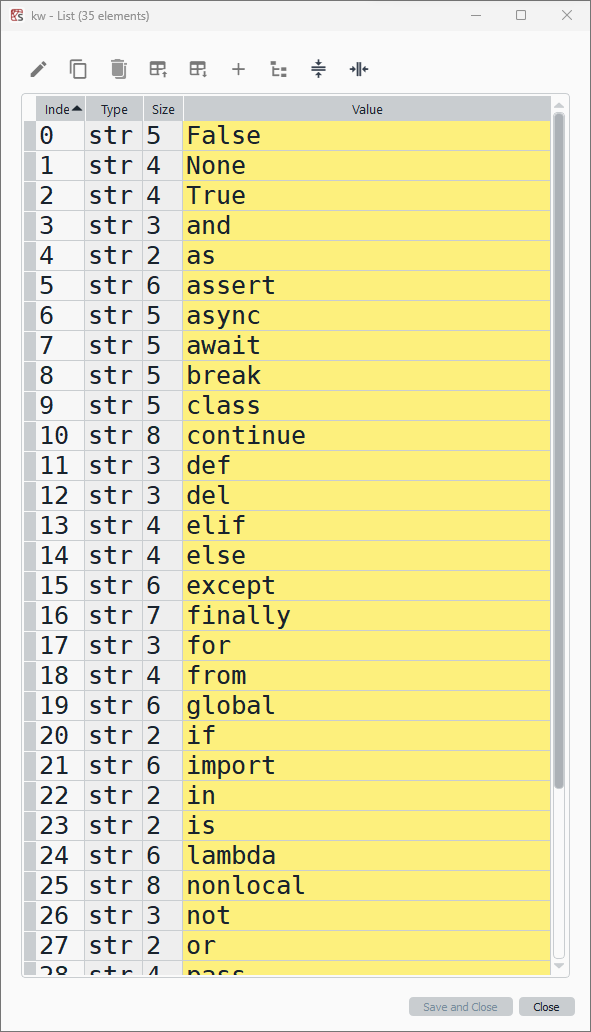 kw - List (35 elements)
Inde Type Size Value
0 str 5 False
1 str 4 None
2 str 4 True
3 str 3 and
4 str 2 as
5 str 6 assert
6 str 5 async
7 str 5 await
8 str 5 break
9 str 5 class
10 str 8 continue
11 str 3 def
12 str 3 del
13 str 4 elif
14 str 4 else
15 str 6 except
16 str 7 finally
17 str 3 for
18 str 4 from
19 str 6 global
20 str 2 if
21 str 6 import
22 str 2 in
23 str 2 is
24 str 6 lambda
25 str 8 nonlocal
26 str 3 not
27 str 2 or
28 str 4 pass
Save and Close Close